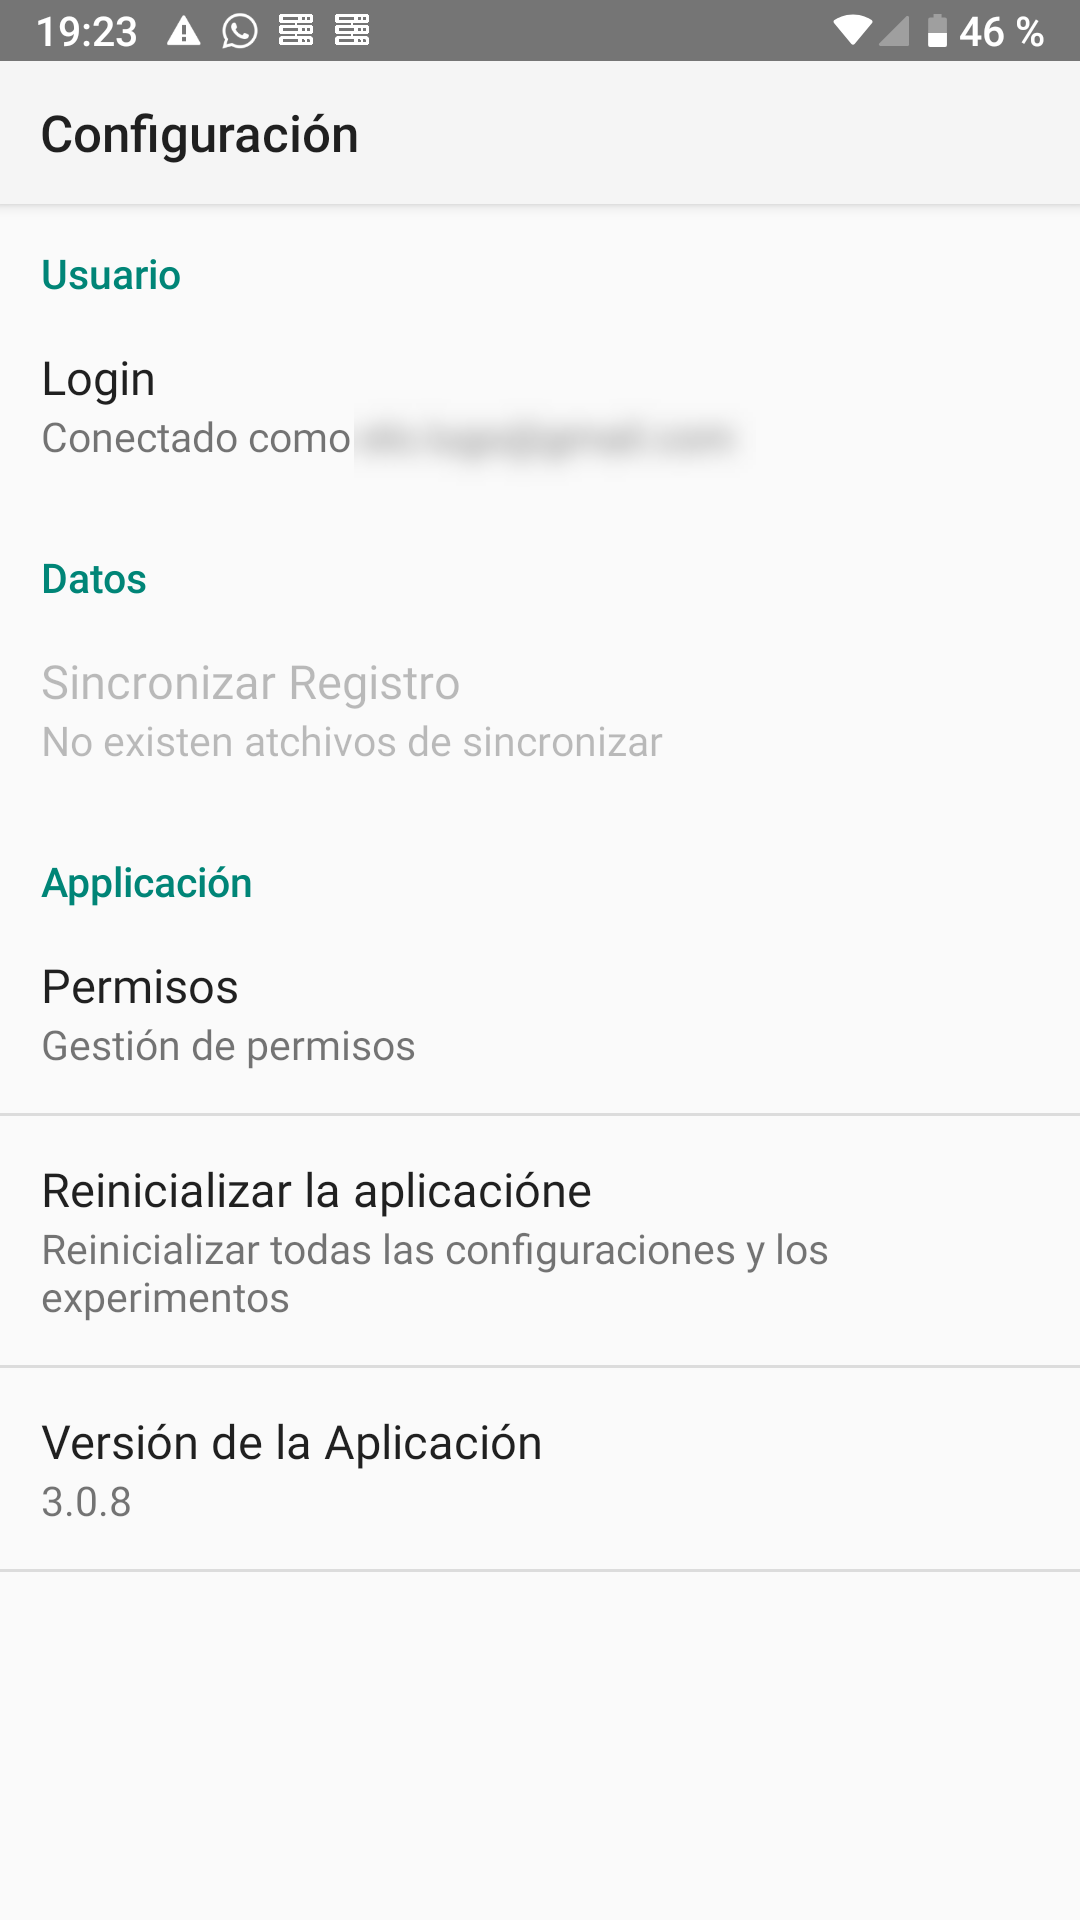 19:23
46 %
Configuración
Usuario
Login
Conectado como
Datos
Sincronizar Registro
No existen atchivos de sincronizar
Applicación
Permisos
Gestión de permisos
Reinicializar la aplicacióne
Reinicializar todas las configuraciones y los
experimentos
Versión de la Aplicación
3.0.8